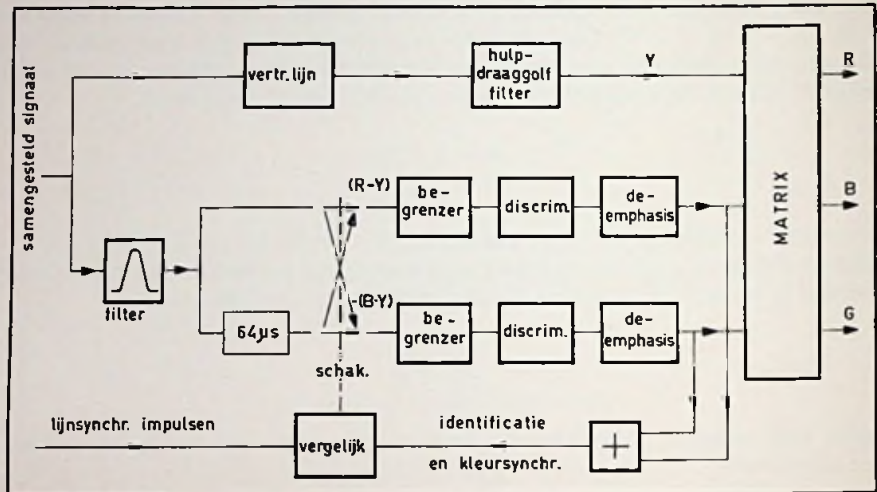 samengesteld signaal
vertr. lijn
hulp-
draaggolf
filter
Y
R
B
G
MATRIX
(R-Y)
be-
grenzer
discrim.
de-
emphasis
filter
64µs
-(B-Y)
be-
grenzer
discrim.
de-
emphasis
schak.
lijnsynchr. impulsen
vergelijk
identificatie
en kleursynchr.
+